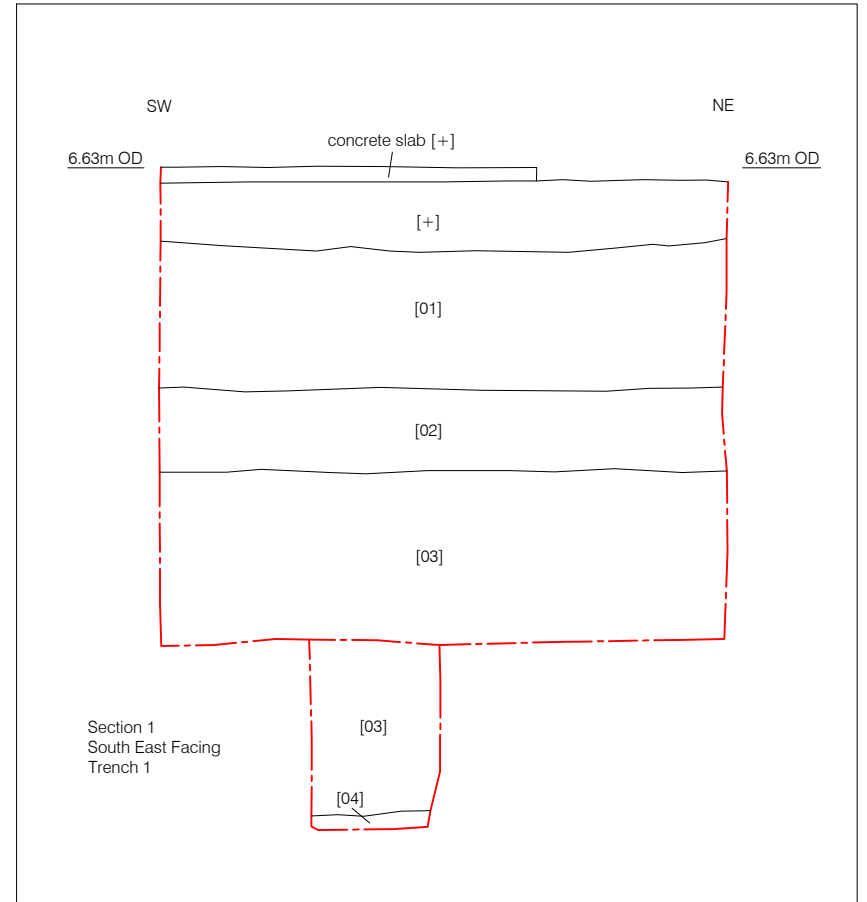 SW
NE
concrete slab [+]
6.63m OD
6.63m OD
[+]
[01]
[02]
[03]
[03]
Section 1
South East Facing
Trench 1
[04]